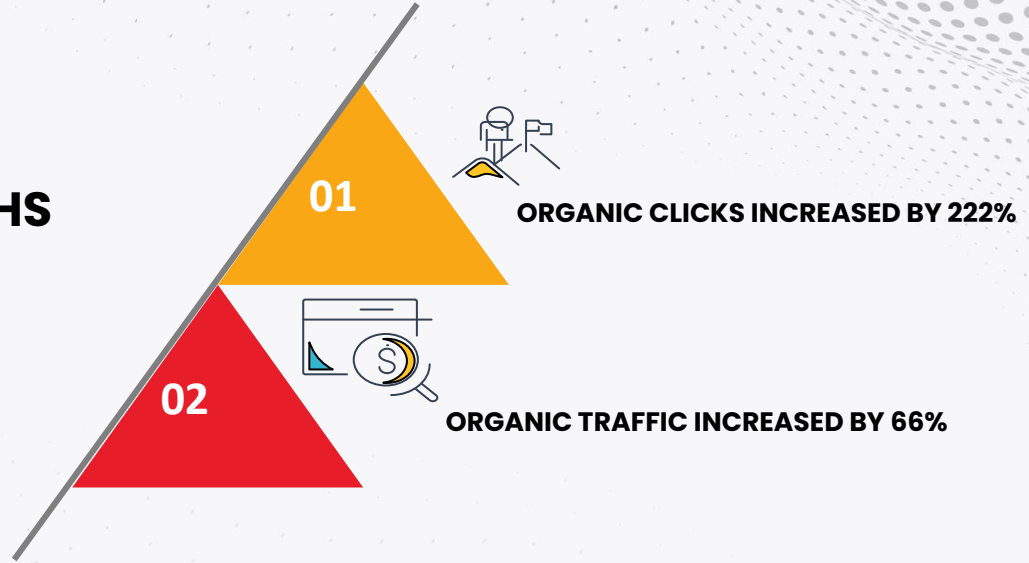 HS
01
ORGANIC CLICKS INCREASED BY 222%
02
ORGANIC TRAFFIC INCREASED BY 66%